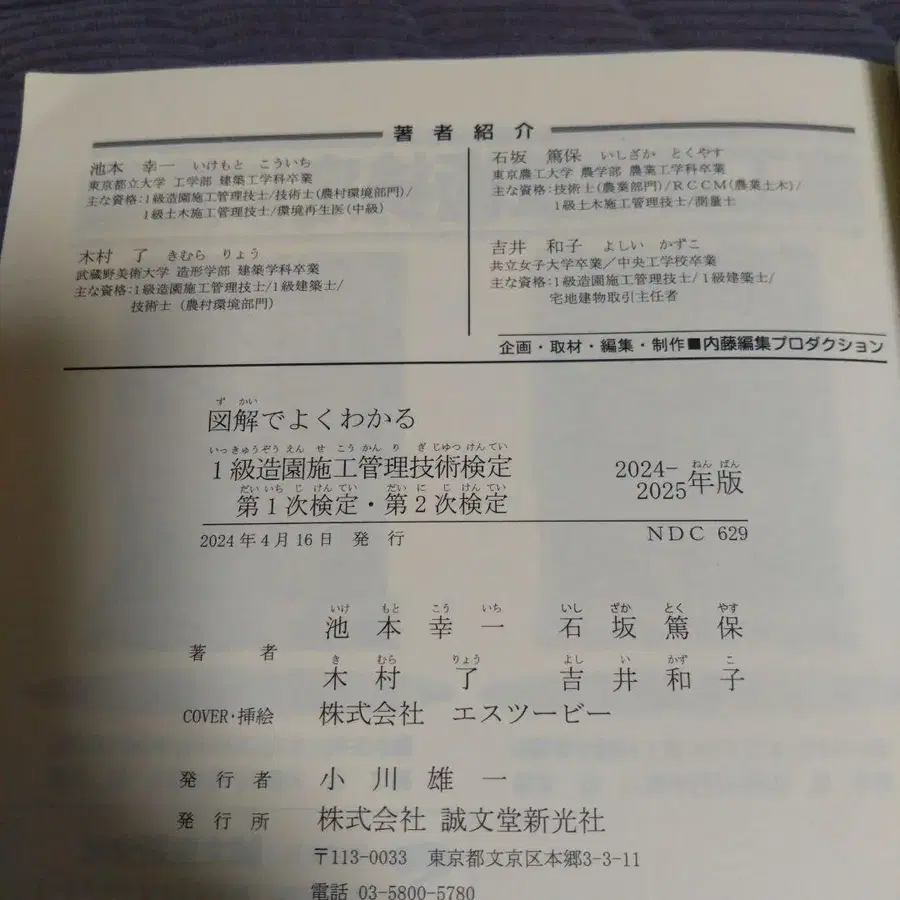 著者紹介
池本 幸一 いけもと こういち
東京都立大学 工学部 建築工学科卒業
主な資格:1級造園施工管理技士/技術士(農村環境部門)/
1級土木施工管理技士/環境再生医(中級)
木村 了 きむら りょう
武蔵野美術大学 造形学部 建築学科卒業
主な資格:1級造園施工管理技士/1級建築士/
技術士(農村環境部門)
石坂 篤保 いしざか とくやす
東京農工大学 農学部 農業工学科卒業
主な資格:技術士(農業部門)/RCCM(農業土木)/
1級土木施工管理技士/測量士
吉井 和子 よしい かずこ
共立女子大学卒業/中央工学校卒業
主な資格:1級造園施工管理技士/1級建築士/
宅地建物取引主任者
企画・取材・編集・制作■内藤編集プロダクション
ず かい
図解でよくわかる
いっきゅうぞうえん せ こうかん り ぎじゅつけんてい
1級造園施工管理技術検定
だいいち じ けんてい だい に じ けんてい
第1次検定・第2次検定
ねん ばん
2024-2025年版
2024年4月16日 発行
NDC 629
いけ もと こう いち いし ざか とく やす
著者 池本幸一 石坂篤保
き むら りょう よし い かず こ
木村了 吉井和子
COVER・挿絵 株式会社 エスツービー
発行者 小川雄一
発行所 株式会社 誠文堂新光社
〒113-0033 東京都文京区本郷3-3-11
電話 03-5800-5780